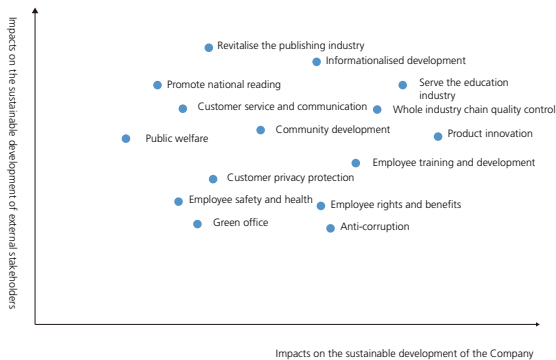 Impacts on the sustainable development of external stakeholders
Revitalise the publishing industry
Informationalised development
Promote national reading
Serve the education
industry
Customer service and communication
Whole industry chain quality control
Community development
Product innovation
Public welfare
Employee training and development
Customer privacy protection
Employee safety and health
Employee rights and benefits
Green office
Anti-corruption
Impacts on the sustainable development of the Company